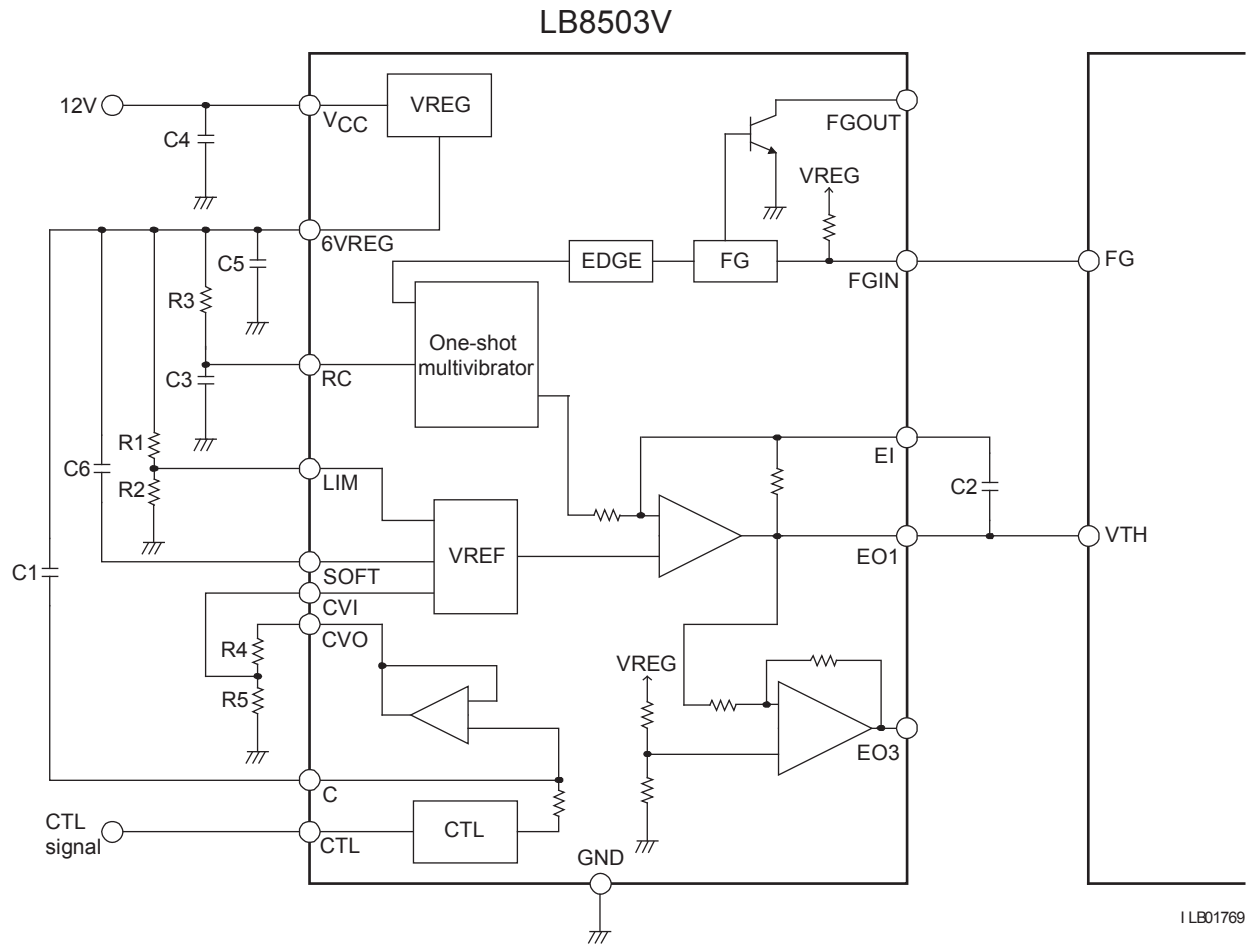 LB8503V
12V
C4
VCC
VREG
FGOUT
VREG
6VREG
C5
R3
EDGE
FG
FGIN
FG
One-shot
multivibrator
C3
RC
R1
C6
R2
LIM
EI
C2
VREF
EO1
VTH
C1
SOFT
CVI
CVO
R4
R5
VREG
EO3
C
CTL
signal
CTL
CTL
GND
ILB01769